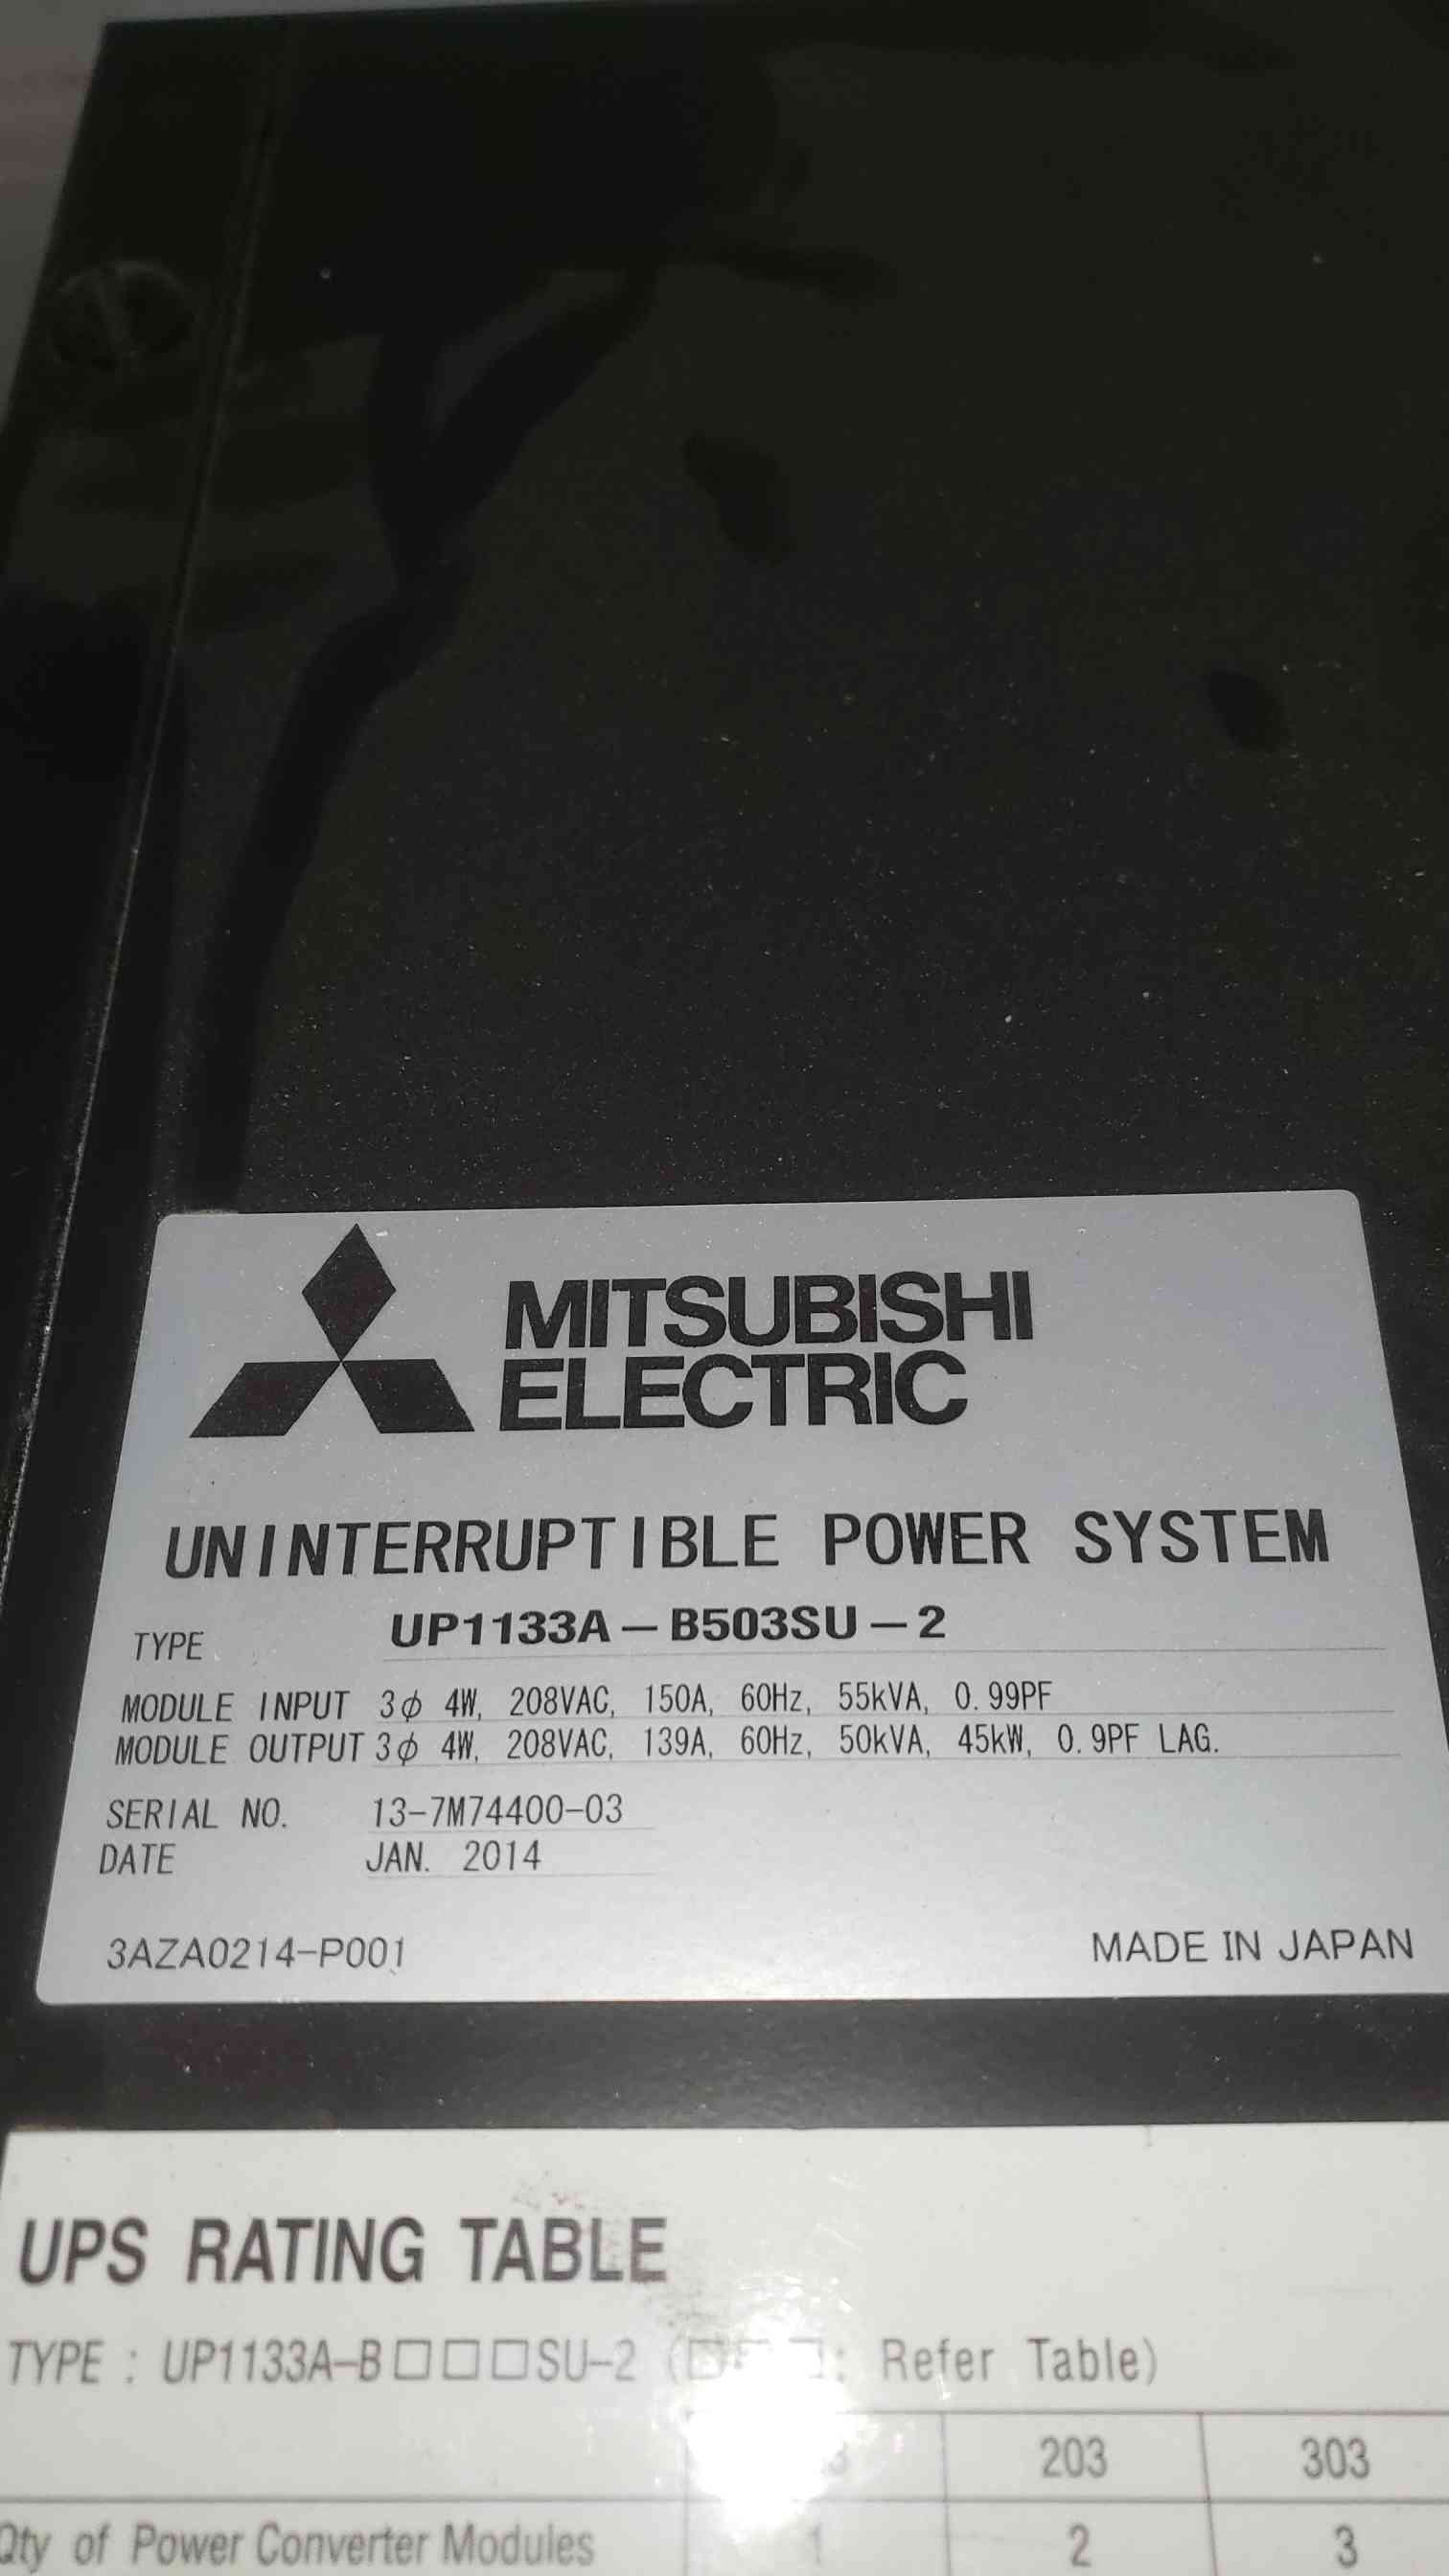 MITSUBISHI
ELECTRIC
UNINTERRUPTIBLE POWER SYSTEM
TYPE UP1133A-B503SU-2
MODULE INPUT 3φ 4W, 208VAC, 150A, 60Hz, 55kVA, 0.99PF
MODULE OUTPUT 3φ 4W, 208VAC, 139A, 60Hz, 50kVA, 45kW, 0.9PF LAG.
SERIAL NO. 13-7M74400-03
DATE JAN. 2014
3AZA0214-P001 MADE IN JAPAN
UPS RATING TABLE
TYPE : UP1133A-B□□□SU-2 (□□□: Refer Table)
203 303
Qty of Power Converter Modules 1 2 3